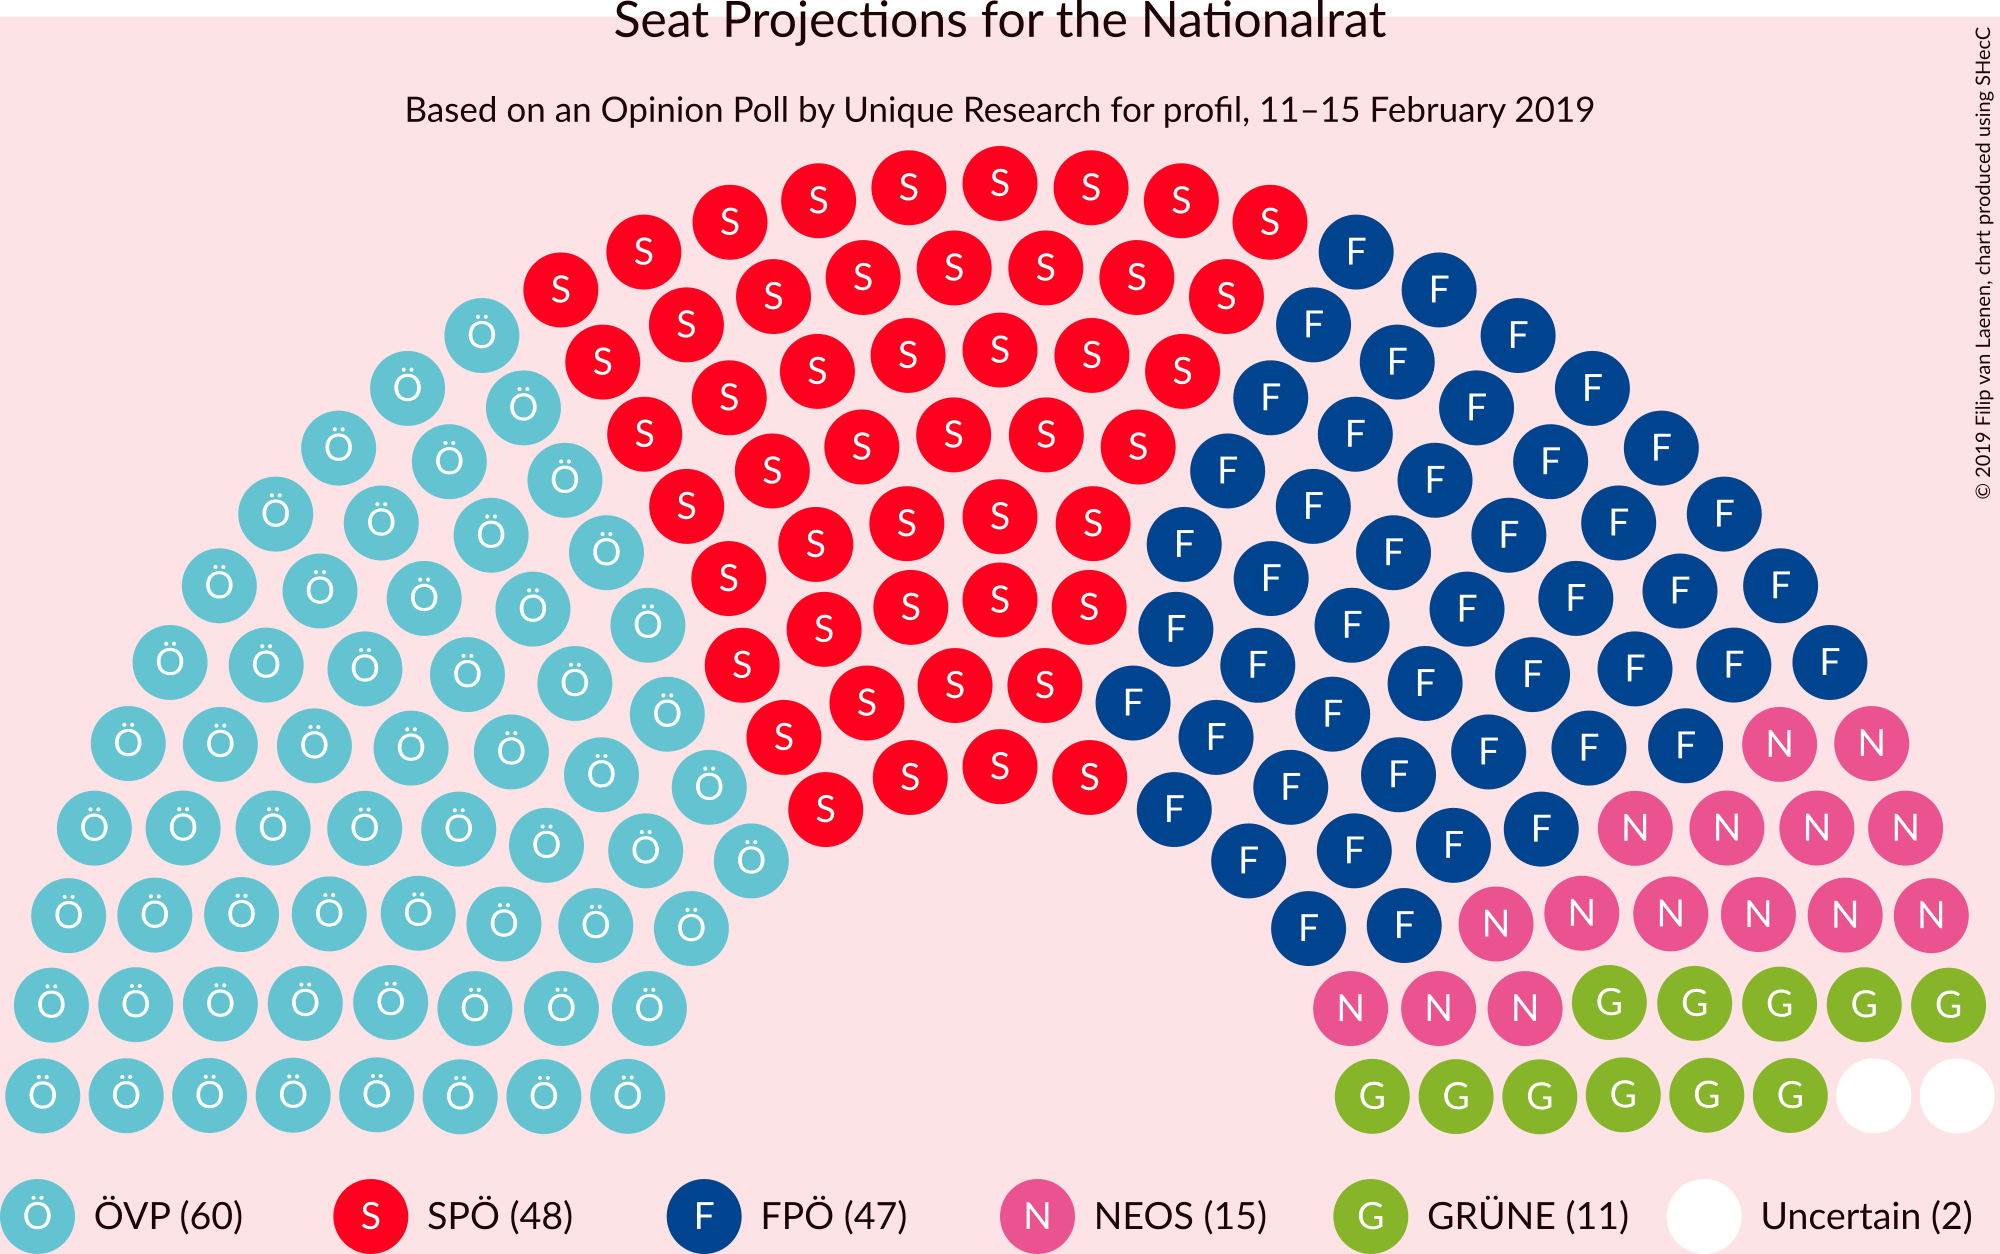 Seat Projections for the Nationalrat
Based on an Opinion Poll by Unique Research for profil, 11–15 February 2019
© 2019 Filip van Laenen, chart produced using SHecC
S S S S S S S S S F F
Ö S S S S S S S F F
Ö Ö S S S S S S F F F
Ö Ö S S S S S F F F F
Ö Ö Ö S S S S F F F F
Ö Ö Ö Ö S S S S F F F F F
Ö Ö Ö Ö Ö S S S S F F F F F
Ö Ö Ö Ö Ö S S S S F F F F F F
Ö Ö Ö Ö Ö Ö S S S S F F F F F F
Ö Ö Ö Ö Ö Ö Ö S S S S F F F F F F N N
Ö Ö Ö Ö Ö Ö Ö Ö S F F F F F N N N N
Ö Ö Ö Ö Ö Ö Ö Ö F F N N N N N N
Ö Ö Ö Ö Ö Ö Ö Ö N N N G G G G G
Ö Ö Ö Ö Ö Ö Ö Ö G G G G G G
Ö ÖVP (60) S SPÖ (48) F FPÖ (47) N NEOS (15) G GRÜNE (11) Uncertain (2)